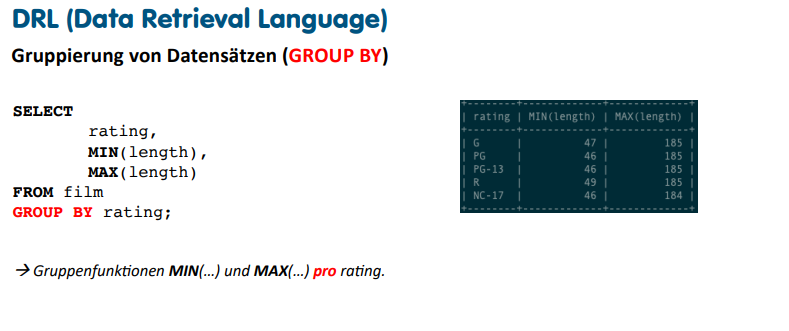 DRL (Data Retrieval Language)
Gruppierung von Datensätzen (GROUP BY)
SELECT
rating,
MIN(length),
MAX(length)
FROM film
GROUP BY rating;
+---------+-------------+-------------+
| rating | MIN(length) | MAX(length) |
+---------+-------------+-------------+
| G | 47 | 185 |
| PG | 46 | 185 |
| PG-13 | 46 | 185 |
| R | 49 | 185 |
| NC-17 | 46 | 184 |
+---------+-------------+-------------+
→ Gruppenfunktionen MIN(...) und MAX(...) pro rating.